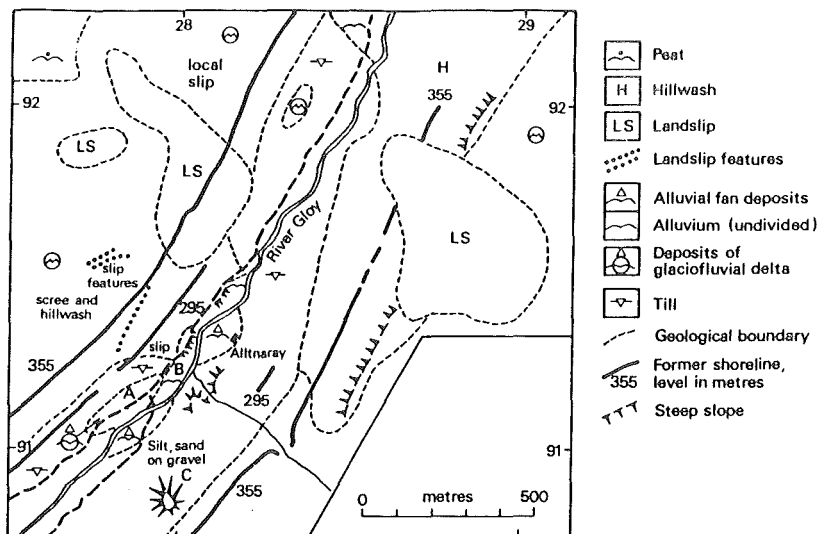 28
29
local
slip
H
355
92
92
LS
LS
LS
River Gloy
slip
features
scree and
hillwash
295
slip
B
Alltnaray
355
A
295
91
91
Silt, sand
on gravel
C
355
0 metres 500
Peat
H Hillwash
LS Landslip
Landslip features
Alluvial fan deposits
Alluvium (undivided)
Deposits of
glaciofluvial delta
Till
Geological boundary
Former shoreline,
355 level in metres
Steep slope